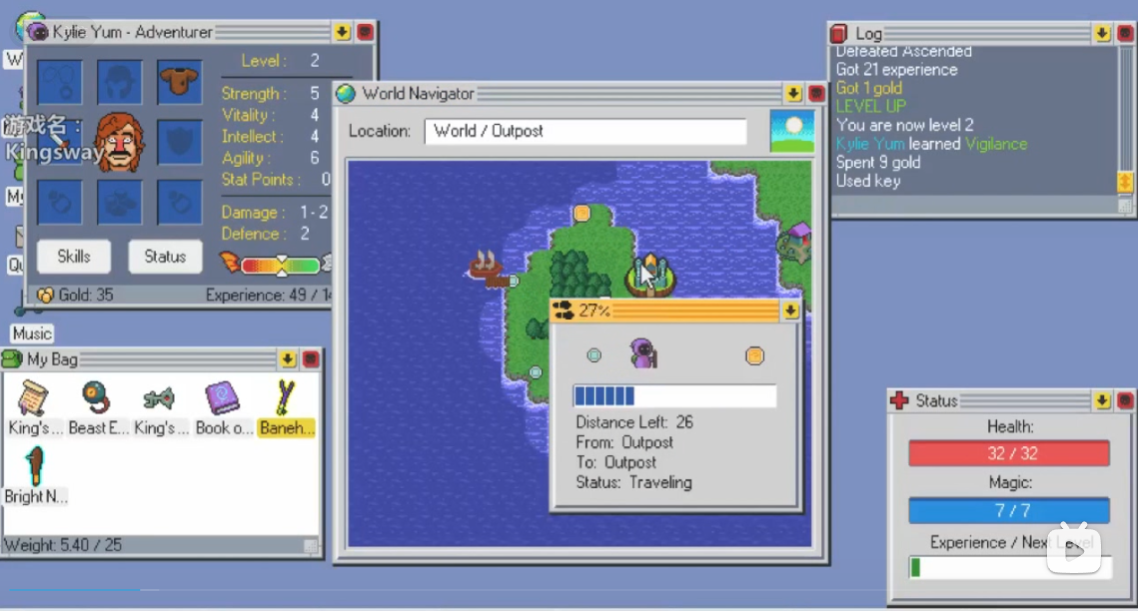 Kylie Yum - Adventurer
Level: 2
Strength: 5
Vitality: 4
Intellect: 4
Agility: 6
Stat Points: 0
Damage: 1 - 2
Defence: 2
游戏名：
Kingsway
Skills
Status
Gold: 35
Experience: 49 /
Music
My Bag
King's...
Beast E...
King's...
Book o...
Baneh...
Bright N...
Weight: 5.40 / 25
World Navigator
Location:
World / Outpost
27%
Distance Left: 26
From: Outpost
To: Outpost
Status: Traveling
Log
Defeated Ascended
Got 21 experience
Got 1 gold
LEVEL UP
You are now level 2
Kylie Yum learned Vigilance
Spent 9 gold
Used key
Status
Health:
32 / 32
Magic:
7 / 7
Experience / Next Level